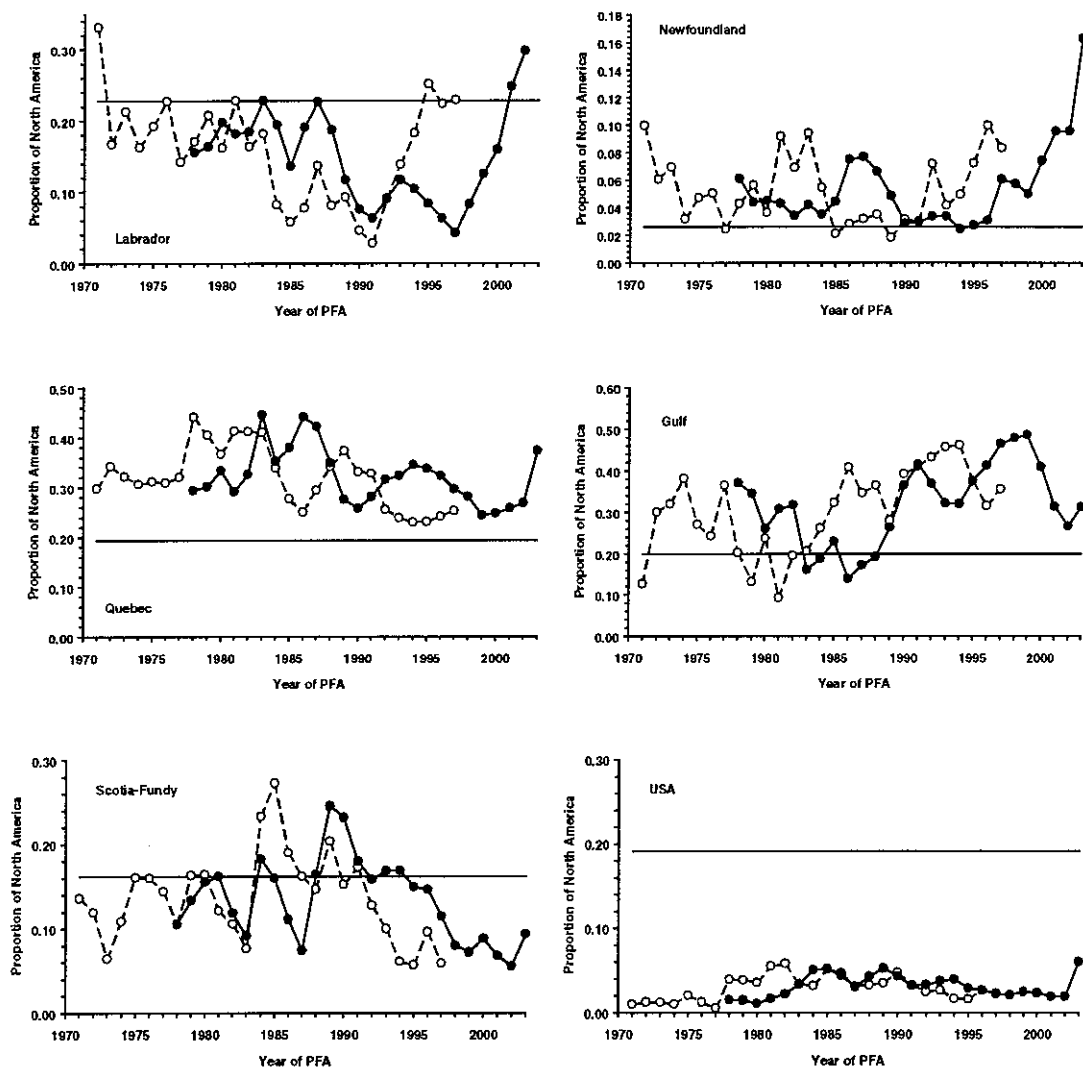 Proportion of North America
0.30
0.20
0.10
0.00
Labrador
1970 1975 1980 1985 1990 1995 2000
Year of PFA
Proportion of North America
0.18
0.16
0.14
0.12
0.10
0.08
0.06
0.04
0.02
0.00
Newfoundland
1970 1975 1980 1985 1990 1995 2000
Year of PFA
Proportion of North America
0.50
0.40
0.30
0.20
0.10
0.00
Quebec
1970 1975 1980 1985 1990 1995 2000
Year of PFA
Proportion of North America
0.60
0.50
0.40
0.30
0.20
0.10
0.00
Gulf
1970 1975 1980 1985 1990 1995 2000
Year of PFA
Proportion of North America
0.30
0.20
0.10
0.00
Scotia-Fundy
1970 1975 1980 1985 1990 1995 2000
Year of PFA
Proportion of North America
0.30
0.20
0.10
0.00
USA
1970 1975 1980 1985 1990 1995 2000
Year of PFA